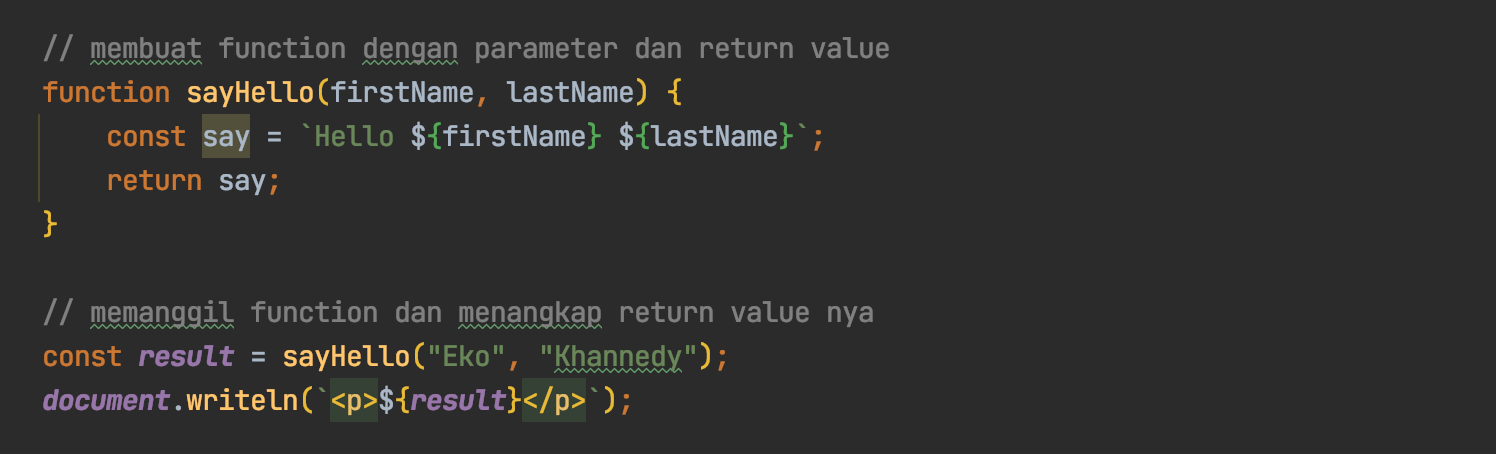 // membuat function dengan parameter dan return value
function sayHello(firstName, lastName) {
    const say = `Hello ${firstName} ${lastName}`;
    return say;
}

// memanggil function dan menangkap return value nya
const result = sayHello("Eko", "Khannedy");
document.writeln(`<p>${result}</p>`);